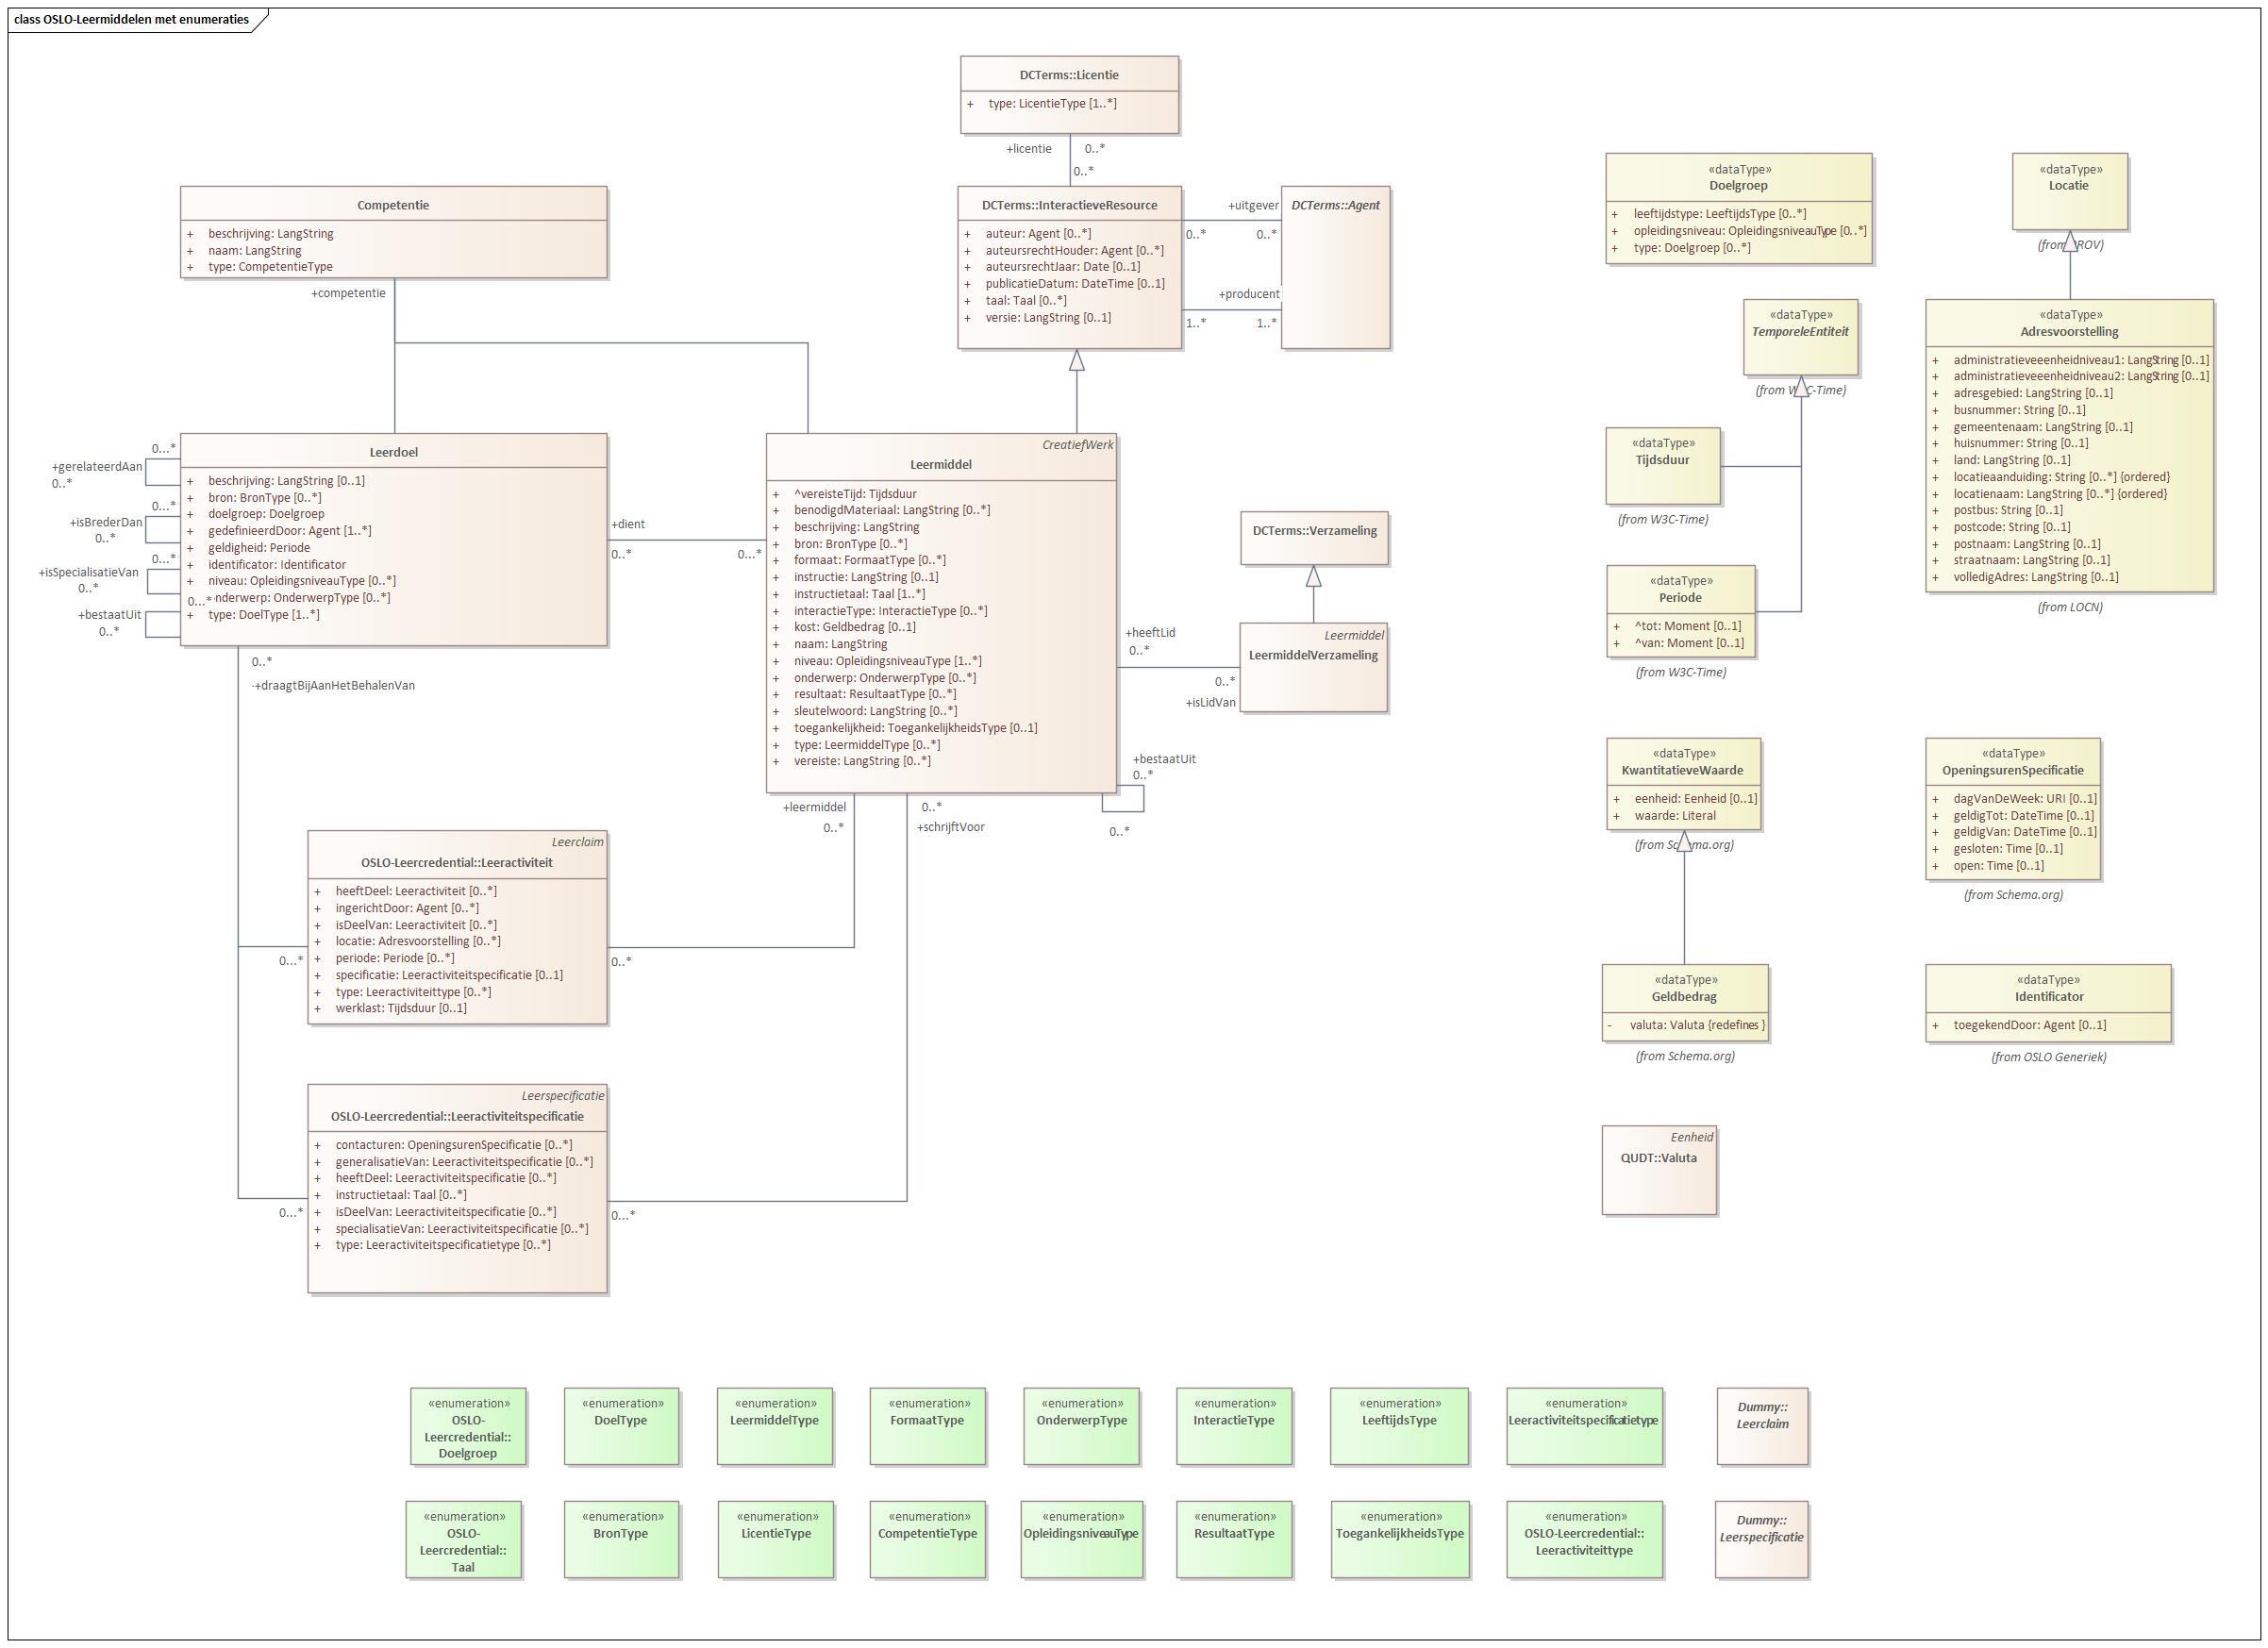 class OSLO-Leermiddelen met enumeraties
DCTerms::Licentie
+ type: LicentieType [1..*]
+licentie
0..*
0..*
Competentie
+ beschrijving: LangString
+ naam: LangString
+ type: CompetentieType
+competentie
DCTerms::InteractieveResource
+ auteur: Agent [0..*]
+ auteursrechtHouder: Agent [0..*]
+ auteursrechtJaar: Date [0..1]
+ publicatieDatum: DateTime [0..1]
+ taal: Taal [0..*]
+ versie: LangString [0..1]
+uitgever
0..*
0..*
+producent
1..*
1..*
DCTerms::Agent
Leerdoel
+ beschrijving: LangString [0..1]
+ bron: BronType [0..*]
+ doelgroep: Doelgroep
+ gedefinieerdDoor: Agent [1..*]
+ geldigheid: Periode
+ identificator: Identificator
+ niveau: OpleidingsniveauType [0..*]
0...* nderwerp: OnderwerpType [0..*]
+ type: DoelType [1..*]
0...*
+gerelateerdAan
0..*
0...*
+isBrederDan
0..*
0...*
+isSpecialisatieVan
0..*
+bestaatUit
0..*
0..*
+draagtBijAanHetBehalenVan
+dient
0..*
0...*
CreatiefWerk
Leermiddel
+ ^vereisteTijd: Tijdsduur
+ benodigdMateriaal: LangString [0..*]
+ beschrijving: LangString
+ bron: BronType [0..*]
+ formaat: FormaatType [0..*]
+ instructie: LangString [0..1]
+ instructietaal: Taal [1..*]
+ interactieType: InteractieType [0..*]
+ kost: Geldbedrag [0..1]
+ naam: LangString
+ niveau: OpleidingsniveauType [1..*]
+ onderwerp: OnderwerpType [0..*]
+ resultaat: ResultaatType [0..*]
+ sleutelwoord: LangString [0..*]
+ toegankelijkheid: ToegankelijkheidsType [0..1]
+ type: LeermiddelType [0..*]
+ vereiste: LangString [0..*]
DCTerms::Verzameling
Leermiddel
LeermiddelVerzameling
+heeftLid
0..*
0..*
+isLidVan
+bestaatUit
0..*
0..*
+leermiddel
0..*
0..*
+schrijftVoor
Leerclaim
OSLO-Leercredential::Leeractiviteit
+ heeftDeel: Leeractiviteit [0..*]
+ ingerichtDoor: Agent [0..*]
+ isDeelVan: Leeractiviteit [0..*]
+ locatie: Adresvoorstelling [0..*]
+ periode: Periode [0..*]
+ specificatie: Leeractiviteitspecificatie [0..1]
+ type: Leeractiviteittype [0..*]
+ werklast: Tijdsduur [0..1]
0...*
0..*
Leerspecificatie
OSLO-Leercredential::Leeractiviteitspecificatie
+ contacturen: OpeningsurenSpecificatie [0..*]
+ generalisatieVan: Leeractiviteitspecificatie [0..*]
+ heeftDeel: Leeractiviteitspecificatie [0..*]
+ instructietaal: Taal [0..*]
+ isDeelVan: Leeractiviteitspecificatie [0..*]
+ specialisatieVan: Leeractiviteitspecificatie [0..*]
+ type: Leeractiviteitspecificatietype [0..*]
0...*
0...*
«dataType»
Doelgroep
+ leeftijdstype: LeeftijdsType [0..*]
+ opleidingsniveau: OpleidingsniveauType [0..*]
+ type: Doelgroep [0..*]
«dataType»
Locatie
(from PROV)
«dataType»
TemporeleEntiteit
(from W3C-Time)
«dataType»
Adresvoorstelling
+ administratieveeenheidniveau1: LangString [0..1]
+ administratieveeenheidniveau2: LangString [0..1]
+ adresgebied: LangString [0..1]
+ busnummer: String [0..1]
+ gemeentenaam: LangString [0..1]
+ huisnummer: String [0..1]
+ land: LangString [0..1]
+ locatieaanduiding: String [0..*] {ordered}
+ locatienaam: LangString [0..*] {ordered}
+ postbus: String [0..1]
+ postcode: String [0..1]
+ postnaam: LangString [0..1]
+ straatnaam: LangString [0..1]
+ volledigAdres: LangString [0..1]
(from LOCN)
«dataType»
Tijdsduur
(from W3C-Time)
«dataType»
Periode
+ ^tot: Moment [0..1]
+ ^van: Moment [0..1]
(from W3C-Time)
«dataType»
KwantitatieveWaarde
+ eenheid: Eenheid [0..1]
+ waarde: Literal
(from Schema.org)
«dataType»
OpeningsurenSpecificatie
+ dagVanDeWeek: URI [0..1]
+ geldigTot: DateTime [0..1]
+ geldigVan: DateTime [0..1]
+ gesloten: Time [0..1]
+ open: Time [0..1]
(from Schema.org)
«dataType»
Geldbedrag
- valuta: Valuta {redefines }
(from Schema.org)
«dataType»
Identificator
+ toegekendDoor: Agent [0..1]
(from OSLO Generiek)
Eenheid
QUDT::Valuta
«enumeration»
OSLO-
Leercredential::
Doelgroep
«enumeration»
DoelType
«enumeration»
LeermiddelType
«enumeration»
FormaatType
«enumeration»
OnderwerpType
«enumeration»
InteractieType
«enumeration»
LeeftijdsType
«enumeration»
Leeractiviteitspecificatietype
Dummy::
Leerclaim
«enumeration»
OSLO-
Leercredential::
Taal
«enumeration»
BronType
«enumeration»
LicentieType
«enumeration»
CompetentieType
«enumeration»
OpleidingsniveauType
«enumeration»
ResultaatType
«enumeration»
ToegankelijkheidsType
«enumeration»
OSLO-Leercredential::
Leeractiviteittype
Dummy::
Leerspecificatie